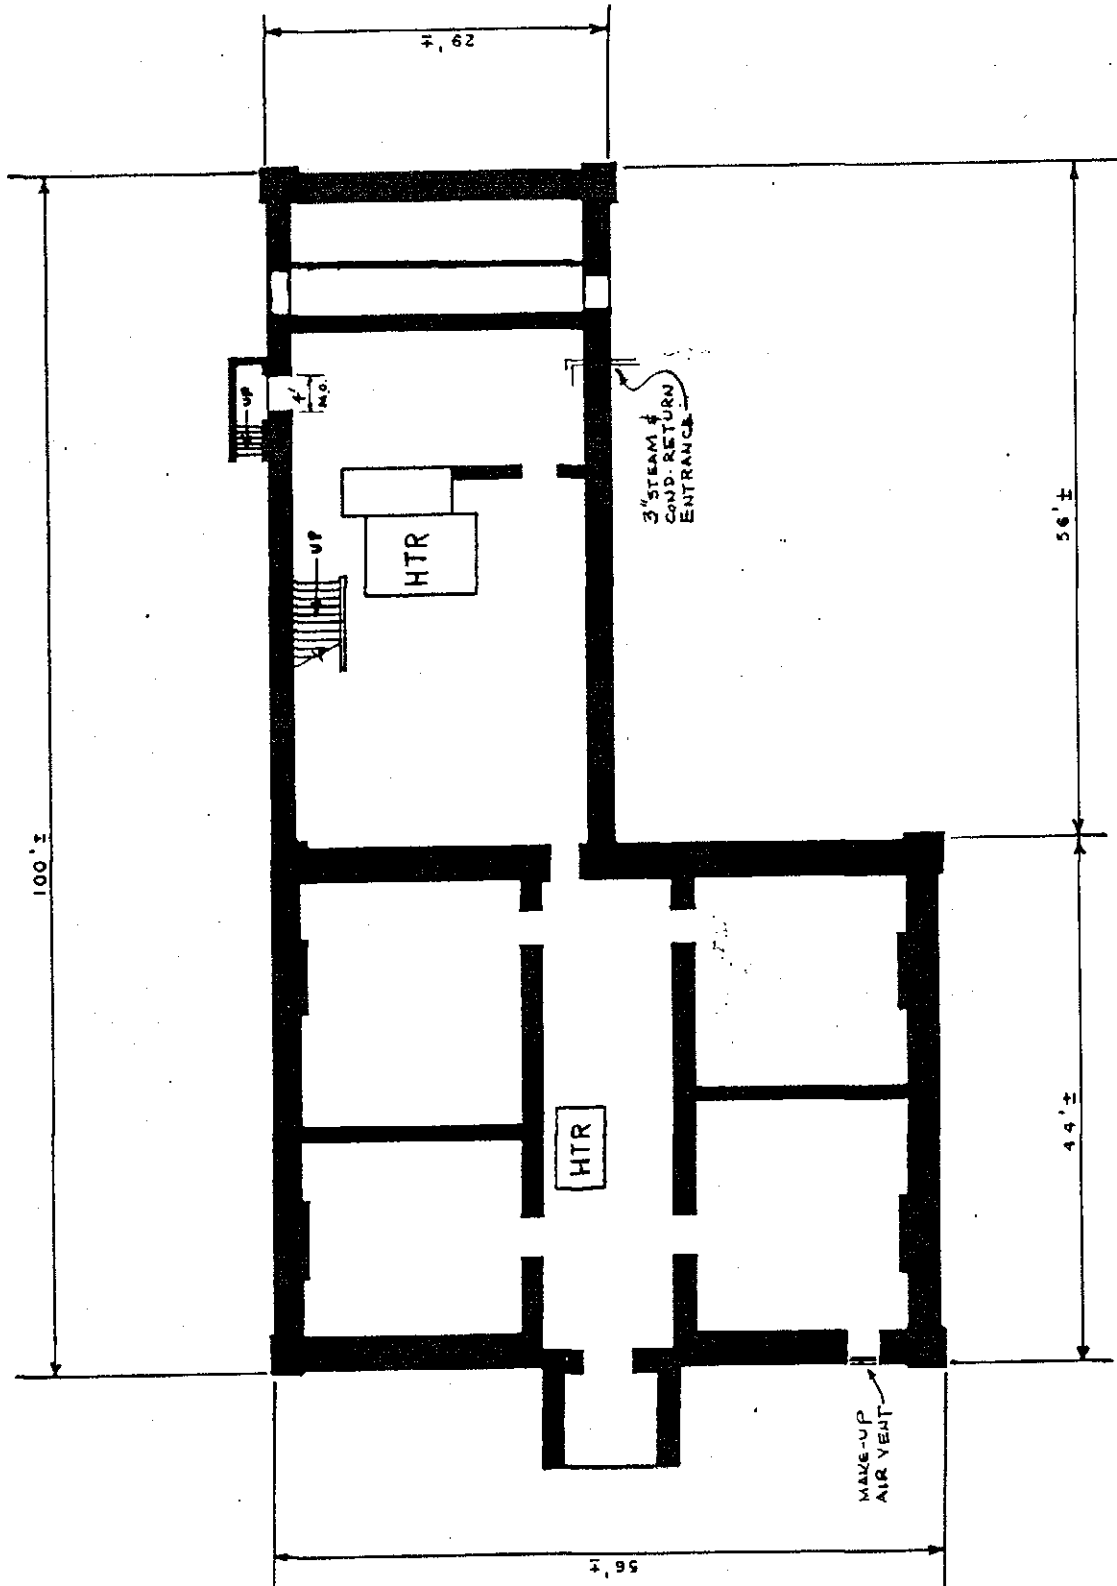 29'±
UP
4'
M.O.
3" STEAM &
COND. RETURN
ENTRANCE
UP
HTR
56'±
100'±
44'±
HTR
MAKE-UP
AIR VENT
56'±